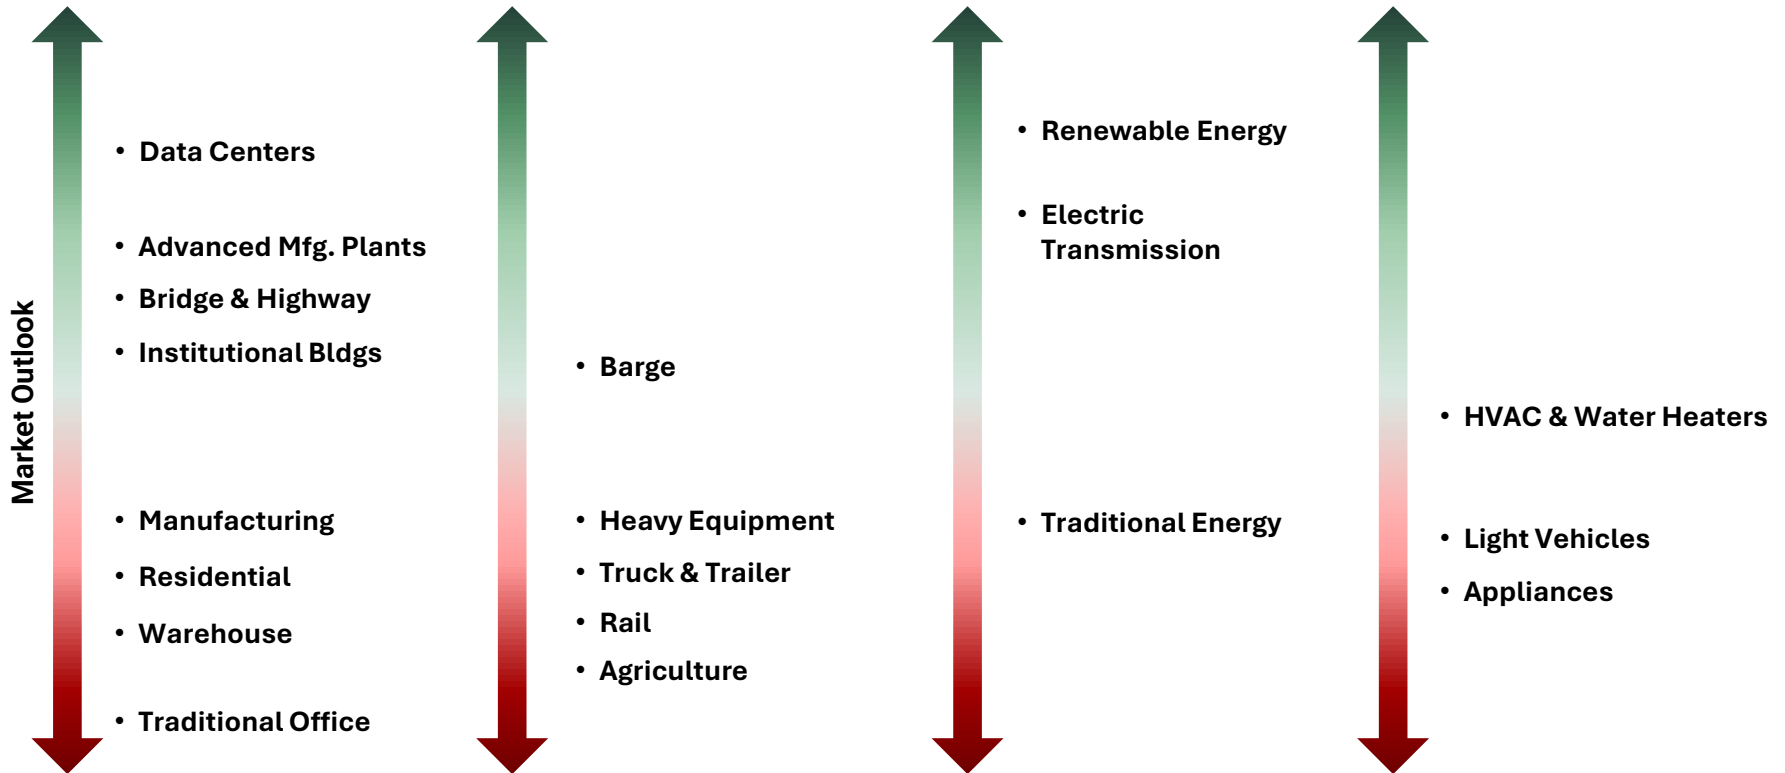 Market Outlook
• Data Centers
• Advanced Mfg. Plants
• Bridge & Highway
• Institutional Bldgs
• Manufacturing
• Residential
• Warehouse
• Traditional Office
• Barge
• Heavy Equipment
• Truck & Trailer
• Rail
• Agriculture
• Renewable Energy
• Electric
Transmission
• Traditional Energy
• HVAC & Water Heaters
• Light Vehicles
• Appliances